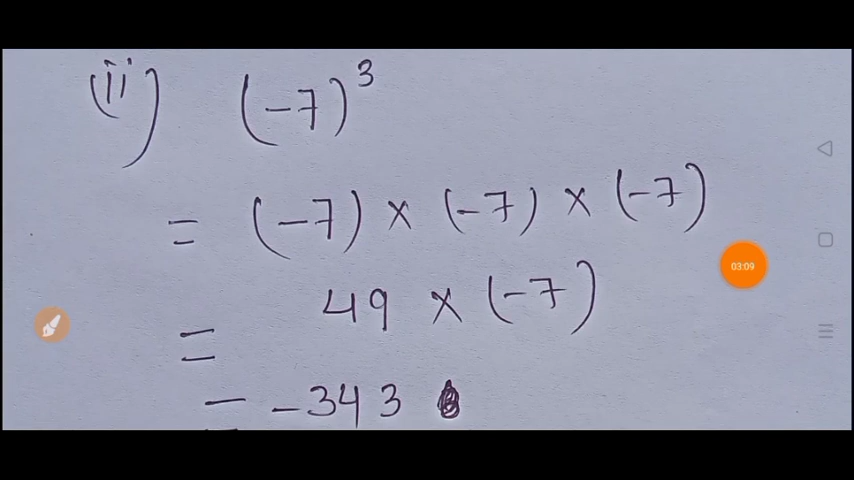 (ii) (-7)³
= (-7) × (-7) × (-7)
03:09
= 49 × (-7)
= -343